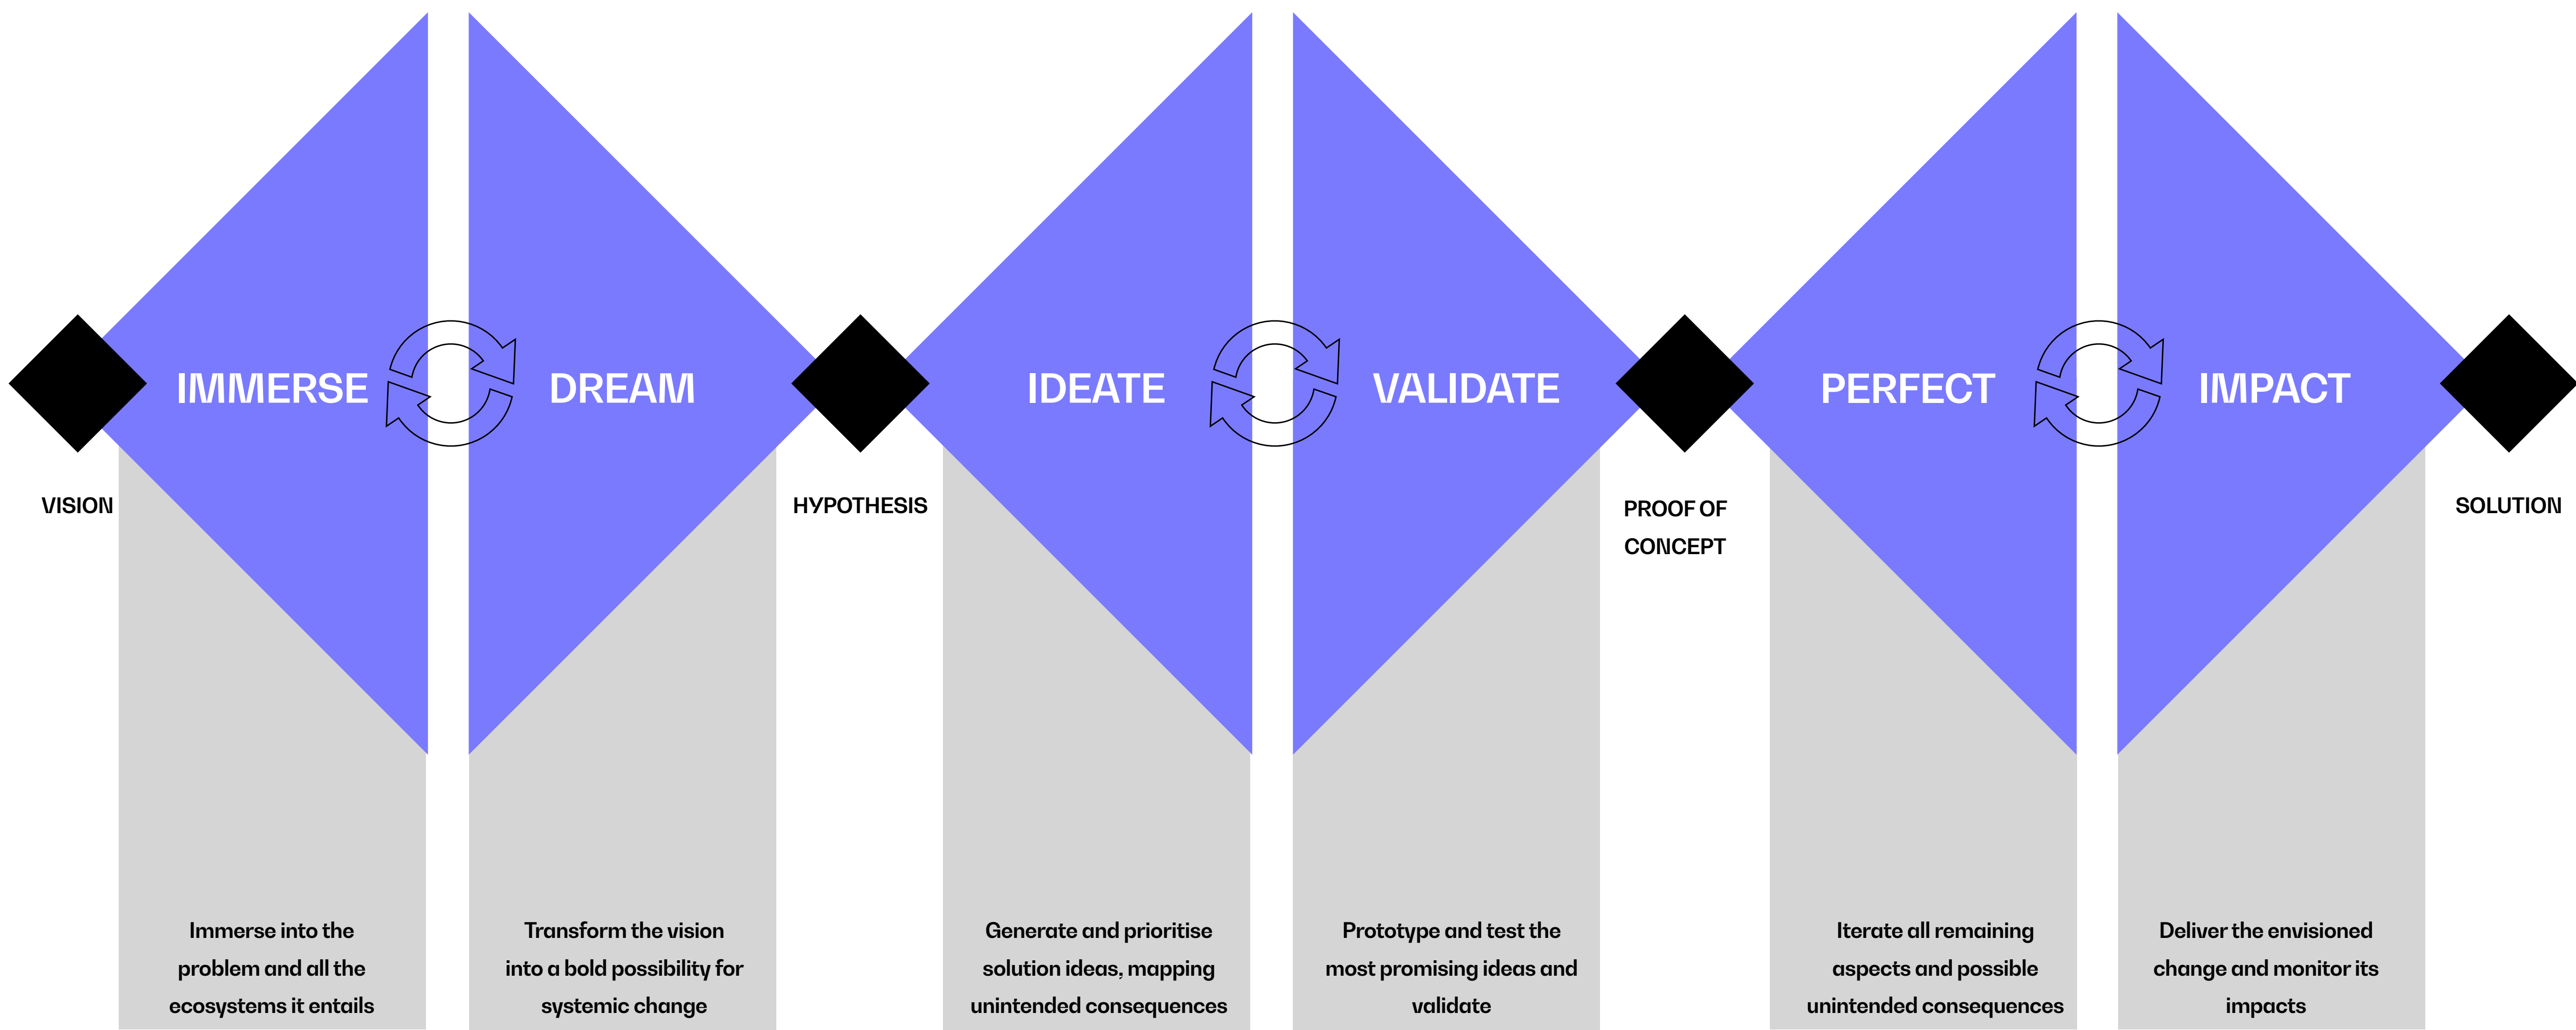 IMMERSE
DREAM
IDEATE
VALIDATE
PERFECT
IMPACT
VISION
HYPOTHESIS
PROOF OF
CONCEPT
SOLUTION
Immerse into the
problem and all the
ecosystems it entails
Transform the vision
into a bold possibility for
systemic change
Generate and prioritise
solution ideas, mapping
unintended consequences
Prototype and test the
most promising ideas and
validate
Iterate all remaining
aspects and possible
unintended consequences
Deliver the envisioned
change and monitor its
impacts